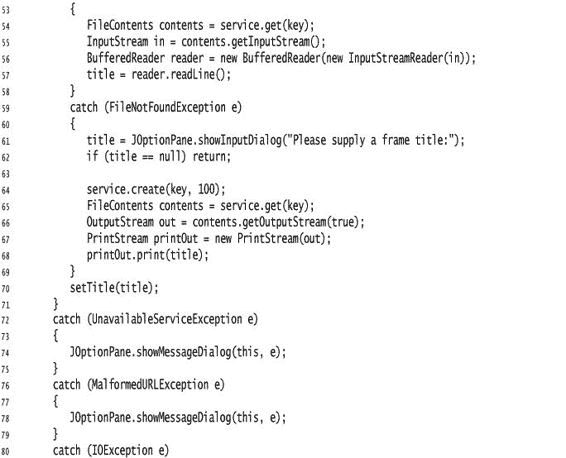 53 {
54 FileContents contents = service.get(key);
55 InputStream in = contents.getInputStream();
56 BufferedReader reader = new BufferedReader(new InputStreamReader(in));
57 title = reader.readLine();
58 }
59 catch (FileNotFoundException e)
60 {
61 title = JOptionPane.showInputDialog("Please supply a frame title:");
62 if (title == null) return;
63
64 service.create(key, 100);
65 FileContents contents = service.get(key);
66 OutputStream out = contents.getOutputStream(true);
67 PrintStream printOut = new PrintStream(out);
68 printOut.print(title);
69 }
70 setTitle(title);
71 }
72 catch (UnavailableServiceException e)
73 {
74 JOptionPane.showMessageDialog(this, e);
75 }
76 catch (MalformedURLException e)
77 {
78 JOptionPane.showMessageDialog(this, e);
79 }
80 catch (IOException e)